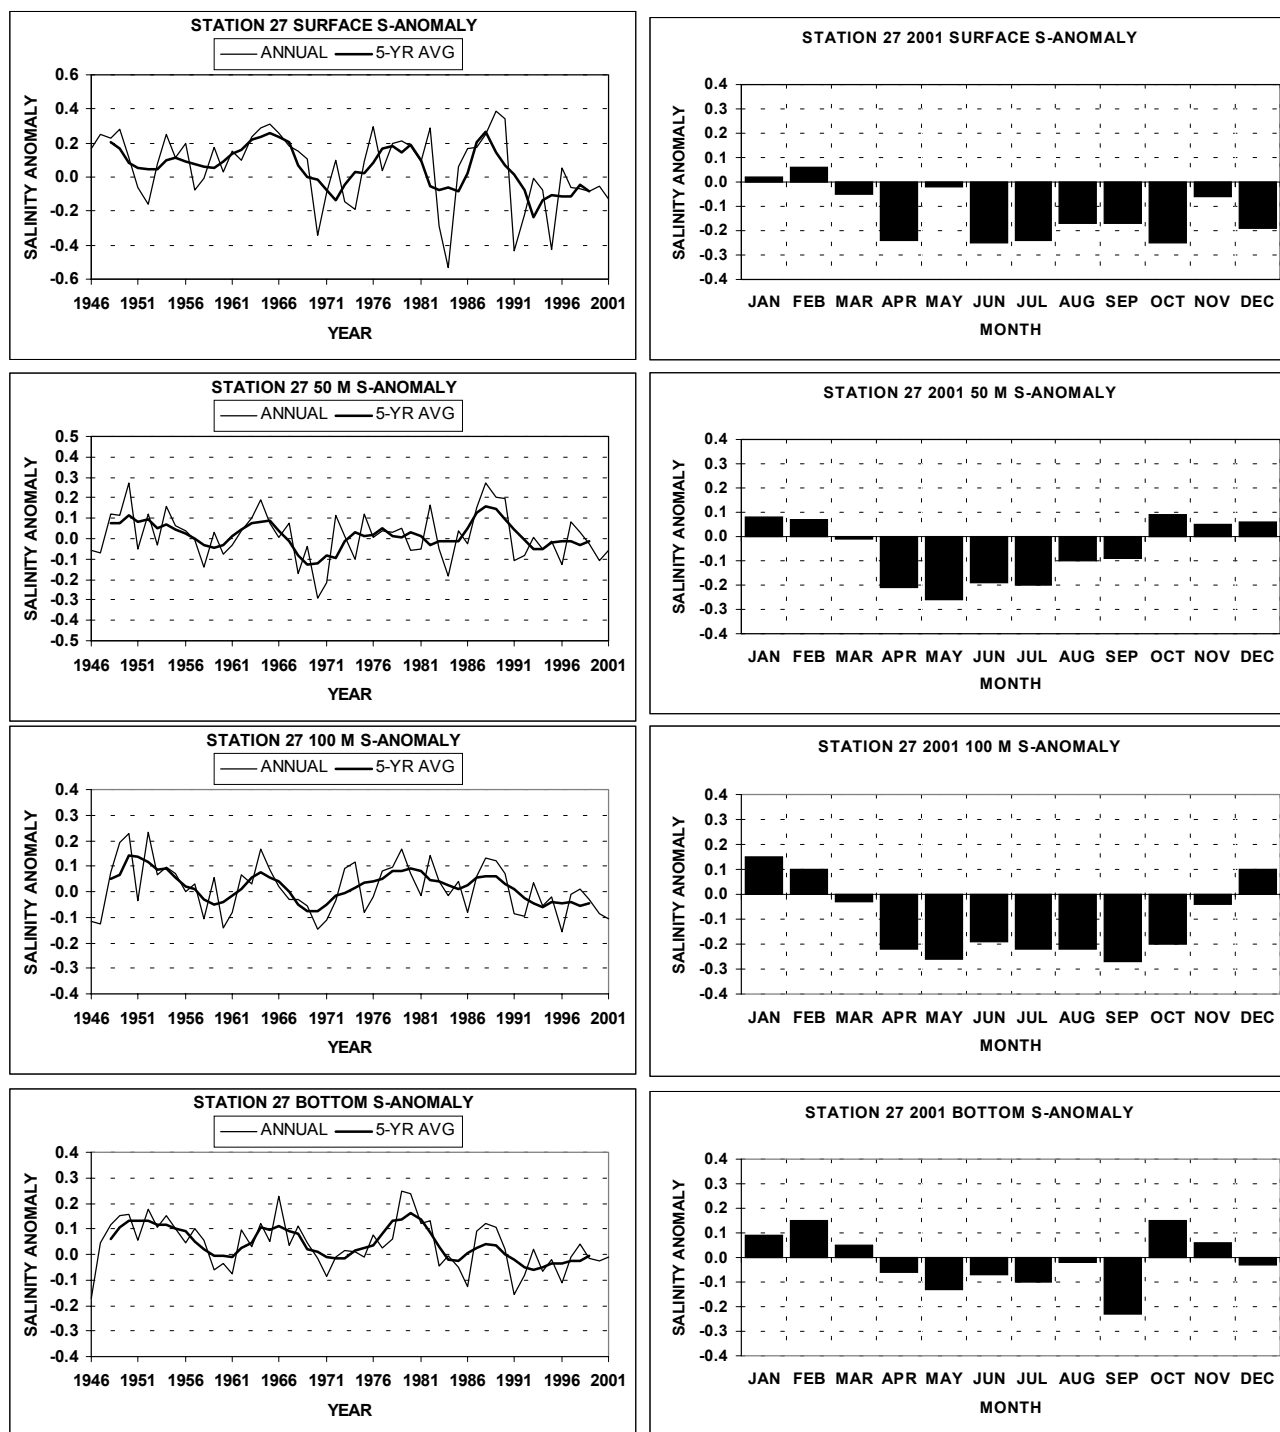 STATION 27 SURFACE S-ANOMALY
ANNUAL 5-YR AVG
SALINITY ANOMALY
0.6
0.4
0.2
0.0
-0.2
-0.4
-0.6
1946 1951 1956 1961 1966 1971 1976 1981 1986 1991 1996 2001
YEAR
STATION 27 2001 SURFACE S-ANOMALY
SALINITY ANOMALY
0.4
0.3
0.2
0.1
0.0
-0.1
-0.2
-0.3
-0.4
JAN FEB MAR APR MAY JUN JUL AUG SEP OCT NOV DEC
MONTH
STATION 27 50 M S-ANOMALY
ANNUAL 5-YR AVG
SALINITY ANOMALY
0.5
0.4
0.3
0.2
0.1
0.0
-0.1
-0.2
-0.3
-0.4
-0.5
1946 1951 1956 1961 1966 1971 1976 1981 1986 1991 1996 2001
YEAR
STATION 27 2001 50 M S-ANOMALY
SALINITY ANOMALY
0.4
0.3
0.2
0.1
0.0
-0.1
-0.2
-0.3
-0.4
JAN FEB MAR APR MAY JUN JUL AUG SEP OCT NOV DEC
MONTH
STATION 27 100 M S-ANOMALY
ANNUAL 5-YR AVG
SALINITY ANOMALY
0.4
0.3
0.2
0.1
0.0
-0.1
-0.2
-0.3
-0.4
1946 1951 1956 1961 1966 1971 1976 1981 1986 1991 1996 2001
YEAR
STATION 27 2001 100 M S-ANOMALY
SALINITY ANOMALY
0.4
0.3
0.2
0.1
0.0
-0.1
-0.2
-0.3
-0.4
JAN FEB MAR APR MAY JUN JUL AUG SEP OCT NOV DEC
MONTH
STATION 27 BOTTOM S-ANOMALY
ANNUAL 5-YR AVG
SALINITY ANOMALY
0.4
0.3
0.2
0.1
0.0
-0.1
-0.2
-0.3
-0.4
1946 1951 1956 1961 1966 1971 1976 1981 1986 1991 1996 2001
YEAR
STATION 27 2001 BOTTOM S-ANOMALY
SALINITY ANOMALY
0.4
0.3
0.2
0.1
0.0
-0.1
-0.2
-0.3
-0.4
JAN FEB MAR APR MAY JUN JUL AUG SEP OCT NOV DEC
MONTH